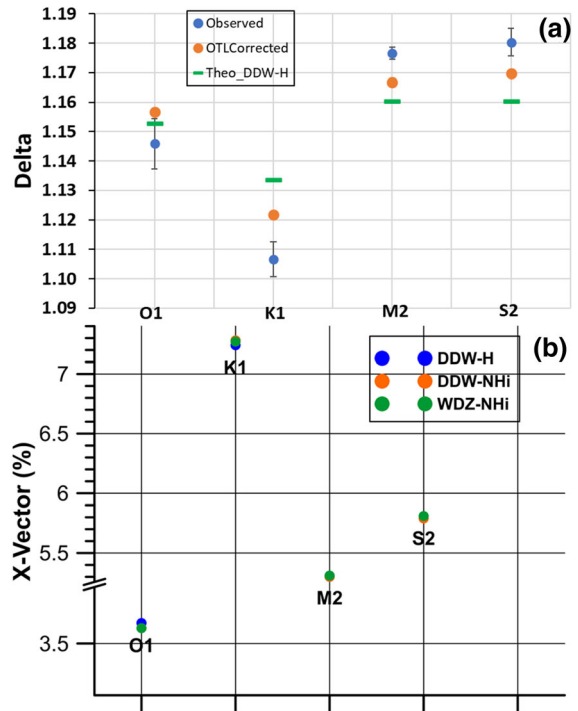 1.19
(a)
Observed
OTLCorrected
Theo_DDW-H
1.18
1.17
1.16
1.15
1.14
1.13
1.12
1.11
1.10
1.09
Delta
O1
K1
M2
S2
(b)
DDW-H
DDW-NHi
WDZ-NHi
7
6.5
6
5.5
3.5
X-Vector (%)
K1
S2
M2
O1